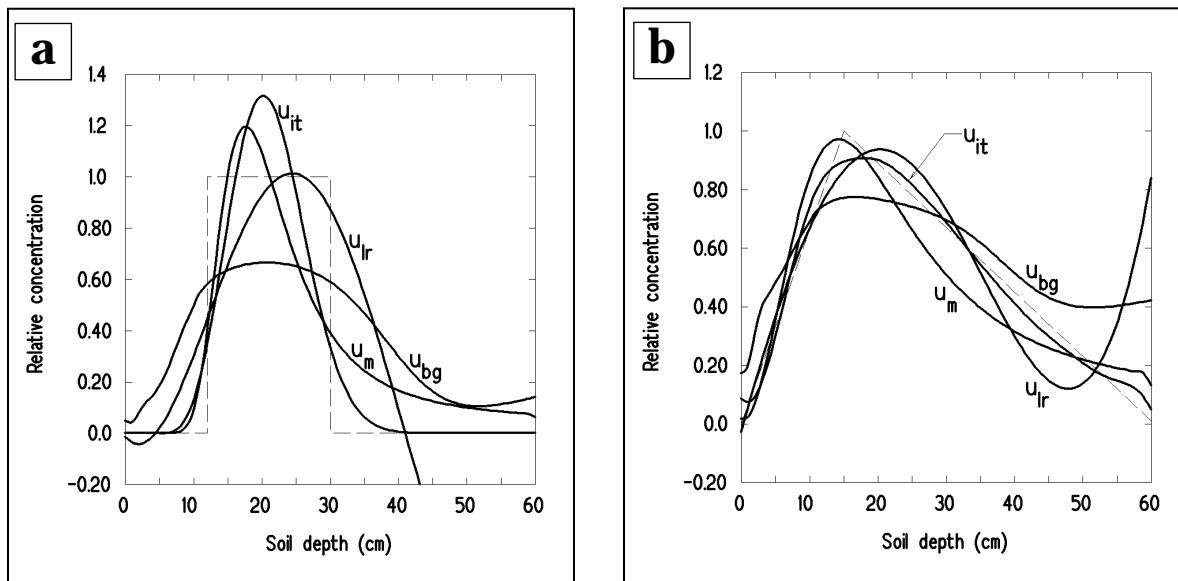 a
1.4
1.2
1.0
0.80
0.60
0.40
0.20
0.0
−0.20
0 10 20 30 40 50 60
Relative concentration
Soil depth (cm)
u_it
u_lr
u_m
u_bg
b
1.2
1.0
0.80
0.60
0.40
0.20
0.0
−0.20
0 10 20 30 40 50 60
Relative concentration
Soil depth (cm)
u_it
u_bg
u_m
u_lr